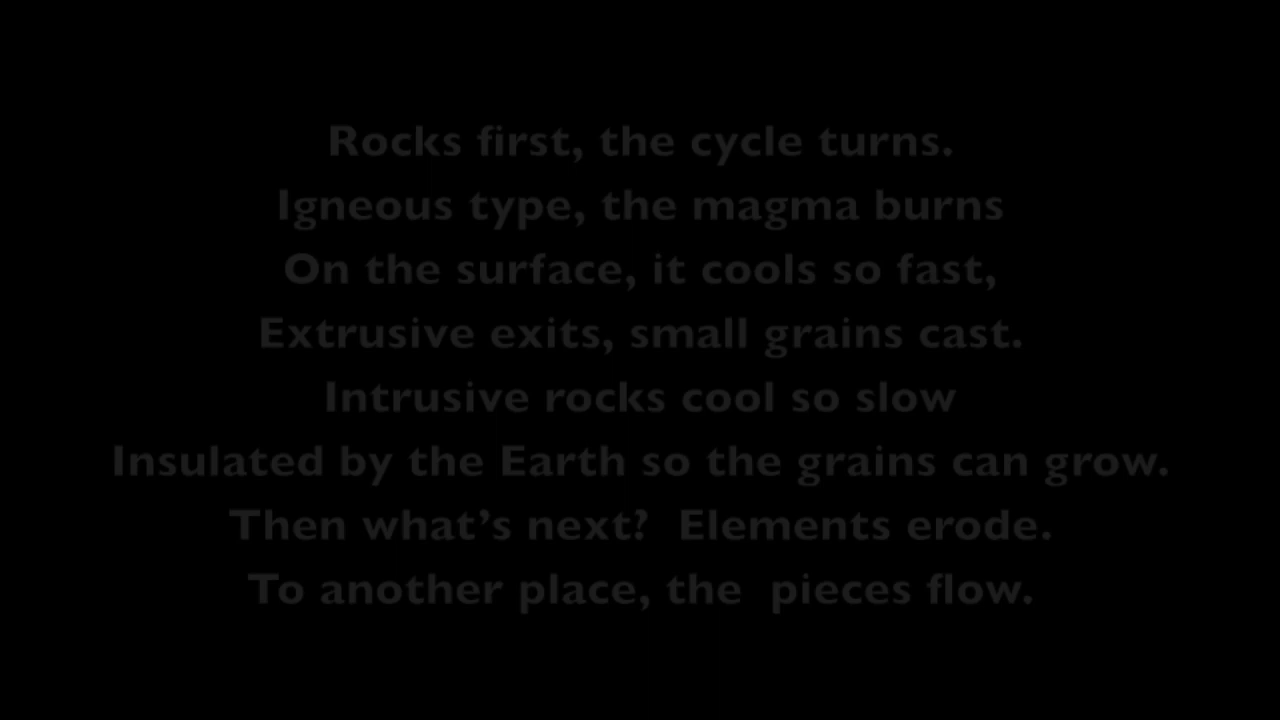 Rocks first, the cycle turns.
Igneous type, the magma burns
On the surface, it cools so fast,
Extrusive exits, small grains cast.
Intrusive rocks cool so slow
Insulated by the Earth so the grains can grow.
Then what’s next?  Elements erode.
To another place, the  pieces flow.